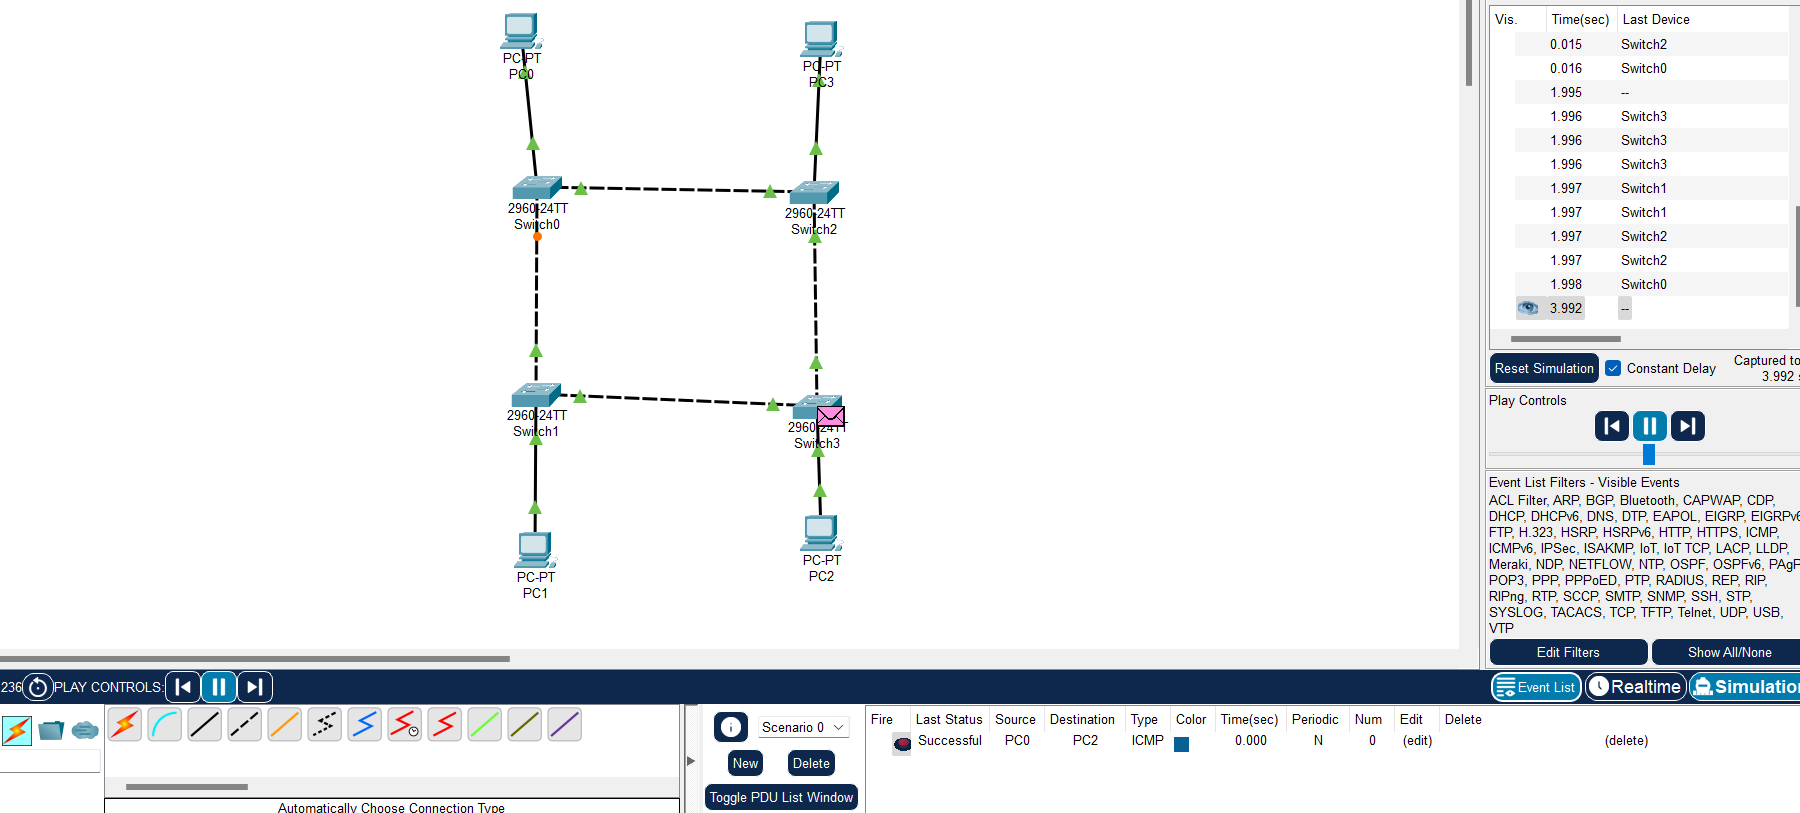 PC-PT
PC0
PC-PT
PC3
2960-24TT
Switch0
2960-24TT
Switch2
2960-24TT
Switch1
2960-24TT
Switch3
PC-PT
PC1
PC-PT
PC2
Vis. Time(sec) Last Device
0.015 Switch2
0.016 Switch0
1.995 --
1.996 Switch3
1.996 Switch3
1.996 Switch3
1.997 Switch1
1.997 Switch1
1.997 Switch2
1.997 Switch2
1.998 Switch0
3.992 --
Reset Simulation Constant Delay Captured to
3.992 s
Play Controls
Event List Filters - Visible Events
ACL Filter, ARP, BGP, Bluetooth, CAPWAP, CDP,
DHCP, DHCPv6, DNS, DTP, EAPOL, EIGRP, EIGRPv6
FTP, H.323, HSRP, HSRPv6, HTTP, HTTPS, ICMP,
ICMPv6, IPSec, ISAKMP, IoT, IoT TCP, LACP, LLDP,
Meraki, NDP, NETFLOW, NTP, OSPF, OSPFv6, PAgP
POP3, PPP, PPPoED, PTP, RADIUS, REP, RIP,
RIPng, RTP, SCCP, SMTP, SNMP, SSH, STP,
SYSLOG, TACACS, TCP, TFTP, Telnet, UDP, USB,
VTP
Edit Filters Show All/None
236 PLAY CONTROLS: Event List Realtime Simulation
Scenario 0
New Delete
Toggle PDU List Window
Fire Last Status Source Destination Type Color Time(sec) Periodic Num Edit Delete
Successful PC0 PC2 ICMP 0.000 N 0 (edit) (delete)
Automatically Choose Connection Type